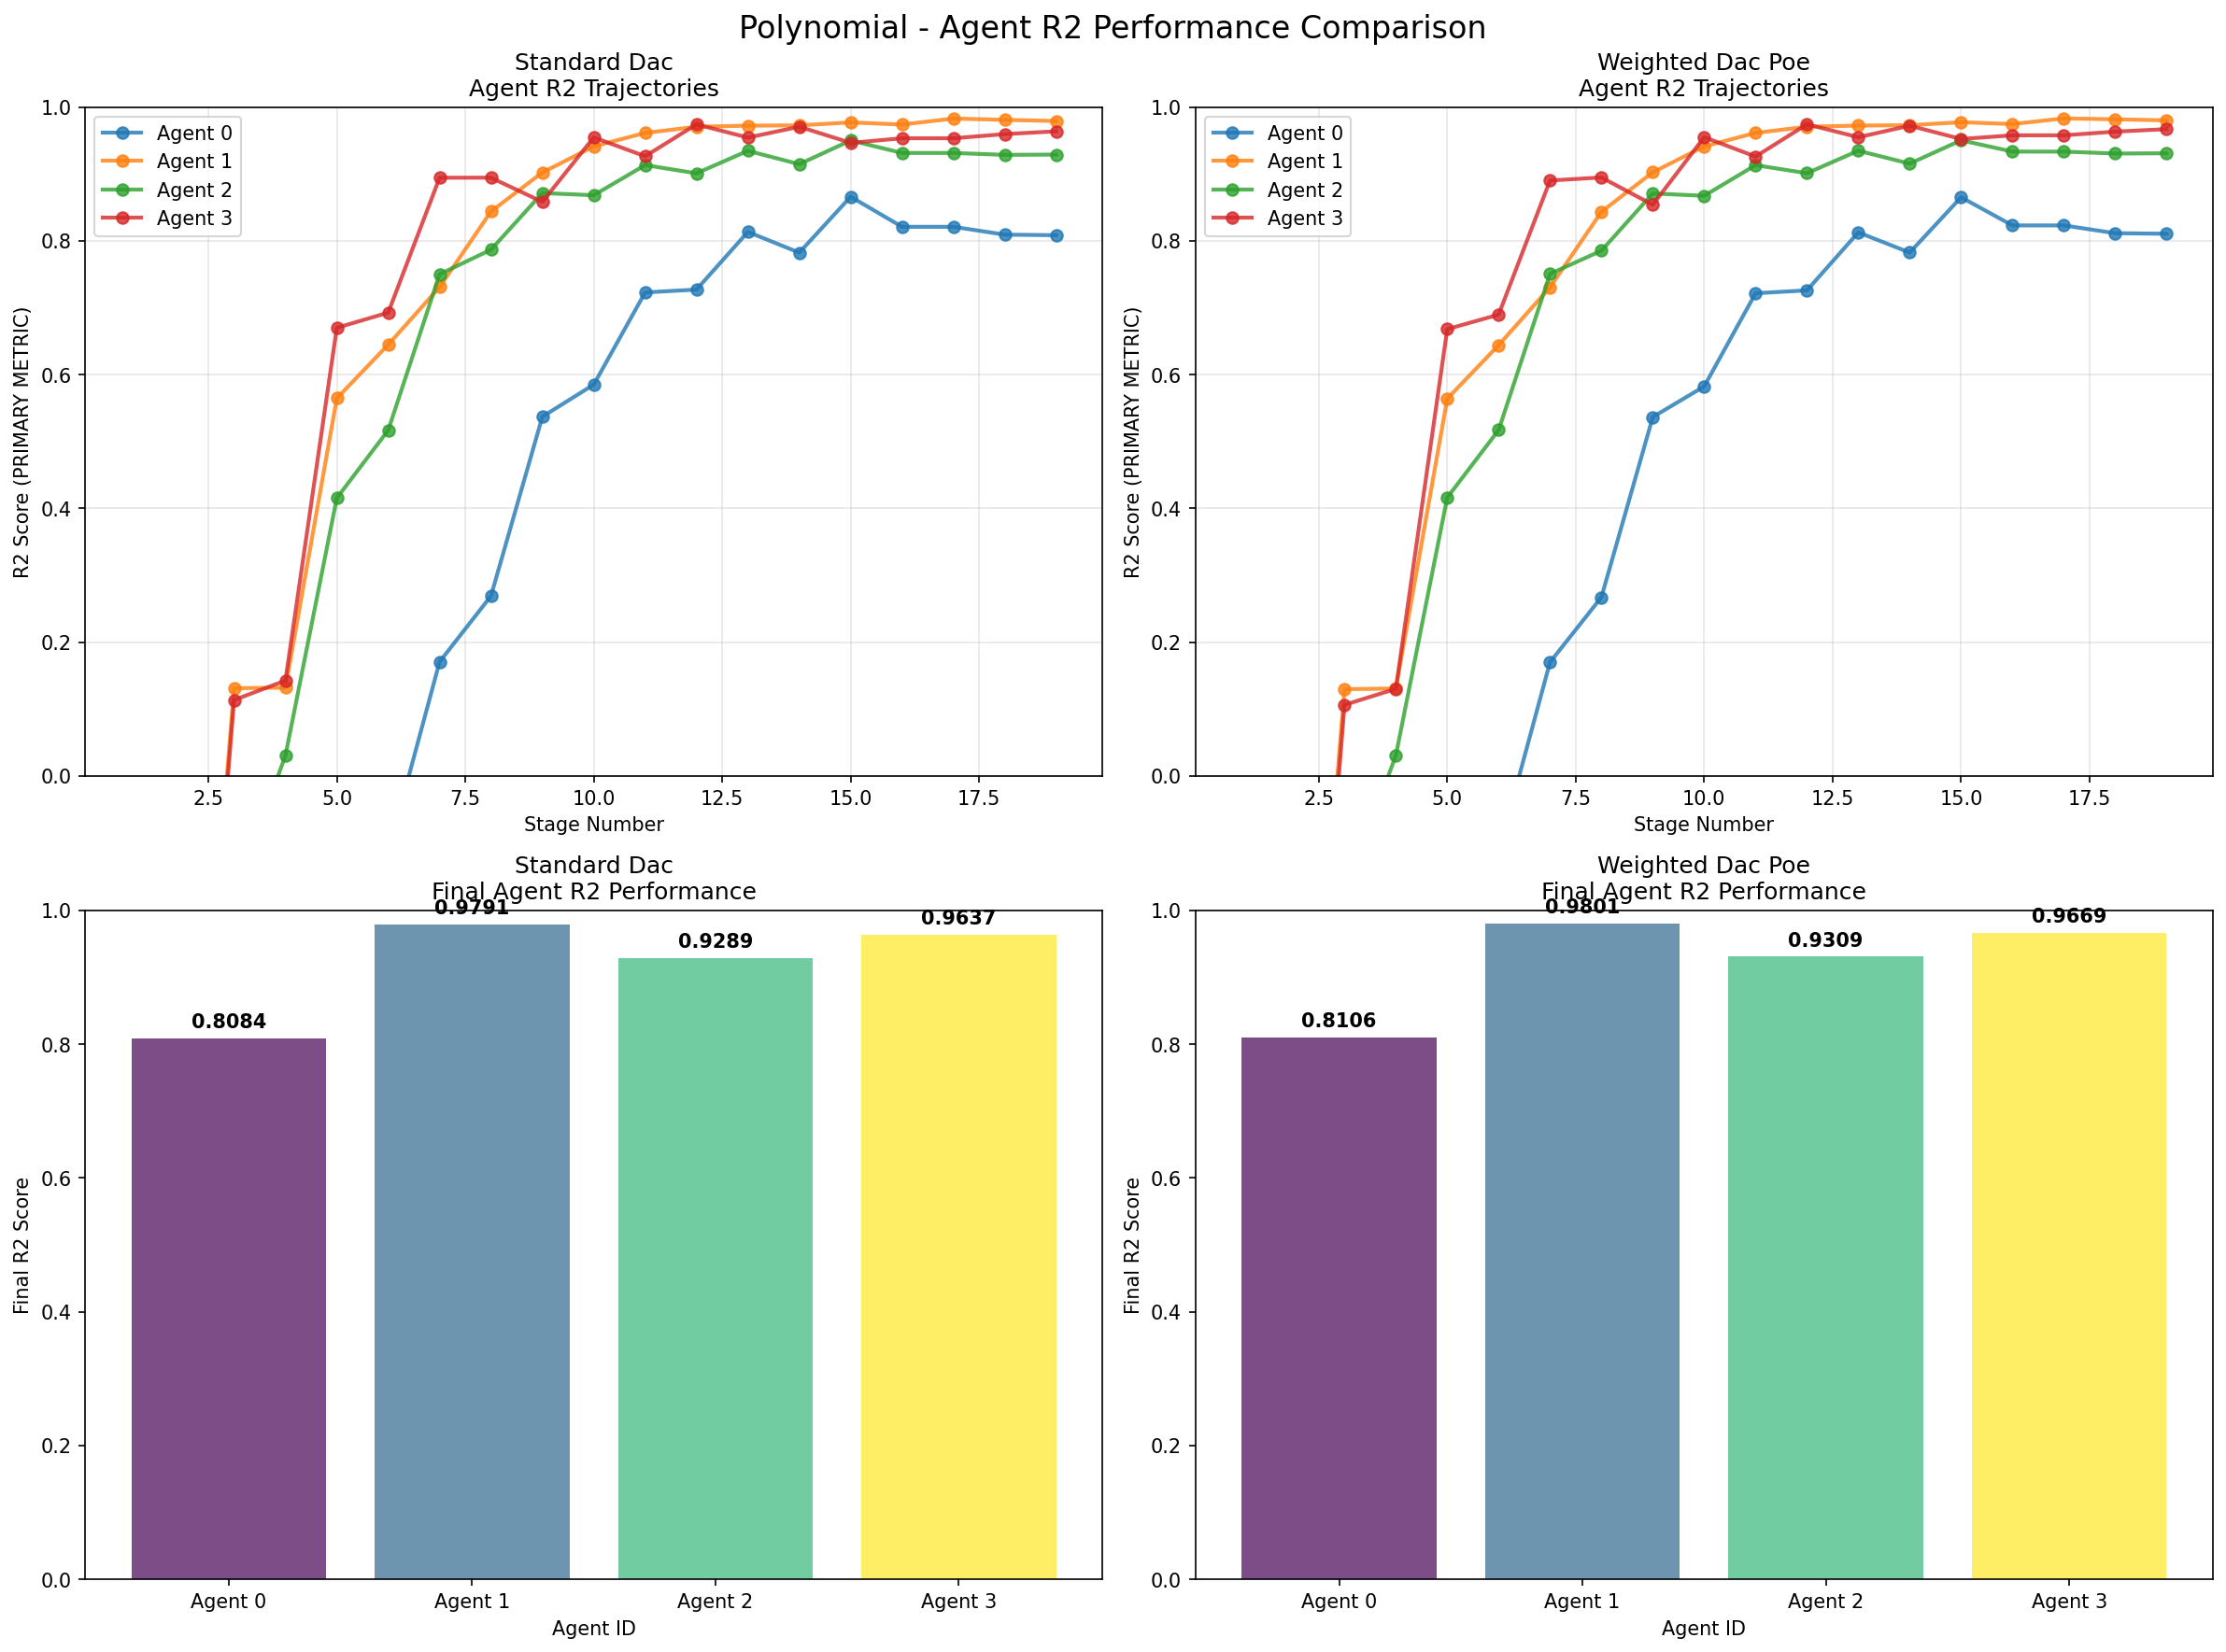 Polynomial - Agent R2 Performance Comparison
Standard Dac
Agent R2 Trajectories
1.0
0.8
0.6
0.4
0.2
0.0
R2 Score (PRIMARY METRIC)
Agent 0
Agent 1
Agent 2
Agent 3
2.5
5.0
7.5
10.0
12.5
15.0
17.5
Stage Number
Weighted Dac Poe
Agent R2 Trajectories
1.0
0.8
0.6
0.4
0.2
0.0
R2 Score (PRIMARY METRIC)
Agent 0
Agent 1
Agent 2
Agent 3
2.5
5.0
7.5
10.0
12.5
15.0
17.5
Stage Number
Standard Dac
Final Agent R2 Performance
1.0
0.8
0.6
0.4
0.2
0.0
Final R2 Score
0.8084
0.9791
0.9289
0.9637
Agent 0
Agent 1
Agent 2
Agent 3
Agent ID
Weighted Dac Poe
Final Agent R2 Performance
1.0
0.8
0.6
0.4
0.2
0.0
Final R2 Score
0.8106
0.9801
0.9309
0.9669
Agent 0
Agent 1
Agent 2
Agent 3
Agent ID